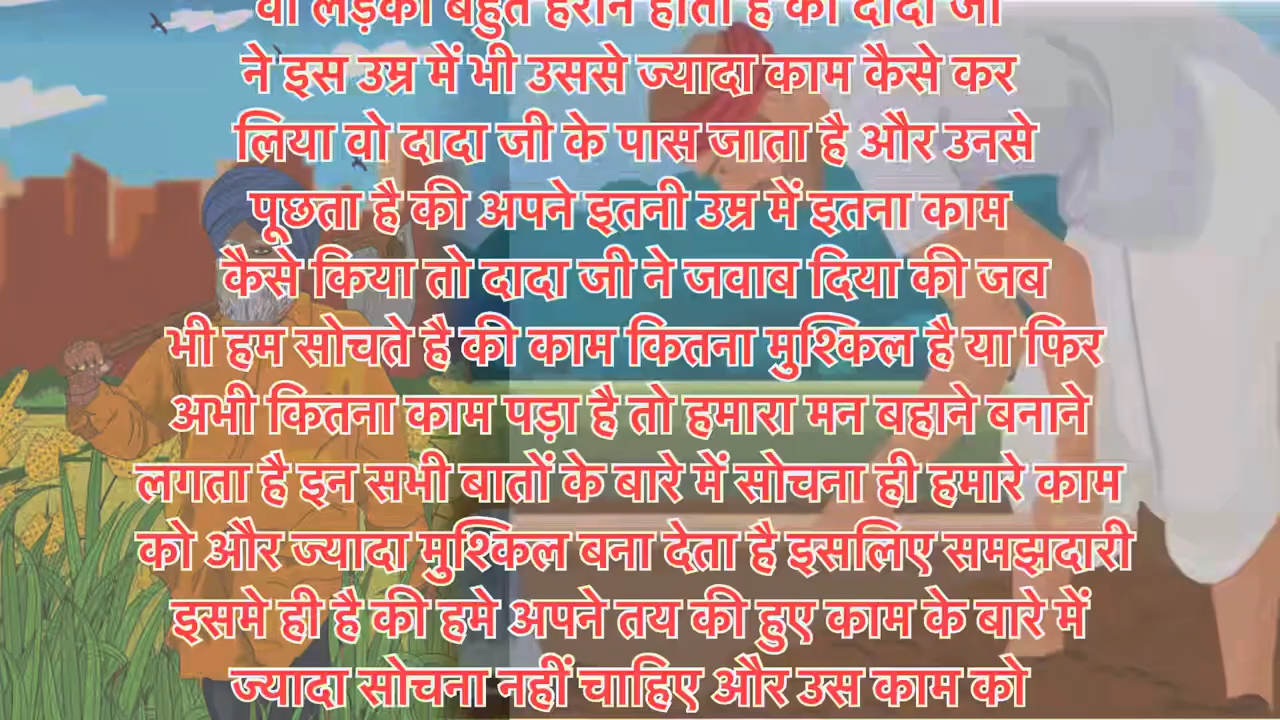 वो लड़का बहुत हैरान होता है की दादा जी
ने इस उम्र में भी उससे ज्यादा काम कैसे कर
लिया वो दादा जी के पास जाता है और उनसे
पूछता है की अपने इतनी उम्र में इतना काम
कैसे किया तो दादा जी ने जवाब दिया की जब
भी हम सोचते है की काम कितना मुश्किल है या फिर
अभी कितना काम पड़ा है तो हमारा मन बहाने बनाने
लगता है इन सभी बातों के बारे में सोचना ही हमारे काम
को और ज्यादा मुश्किल बना देता है इसलिए समझदारी
इसमे ही है की हमे अपने तय की हुए काम के बारे में
ज्यादा सोचना नहीं चाहिए और उस काम को